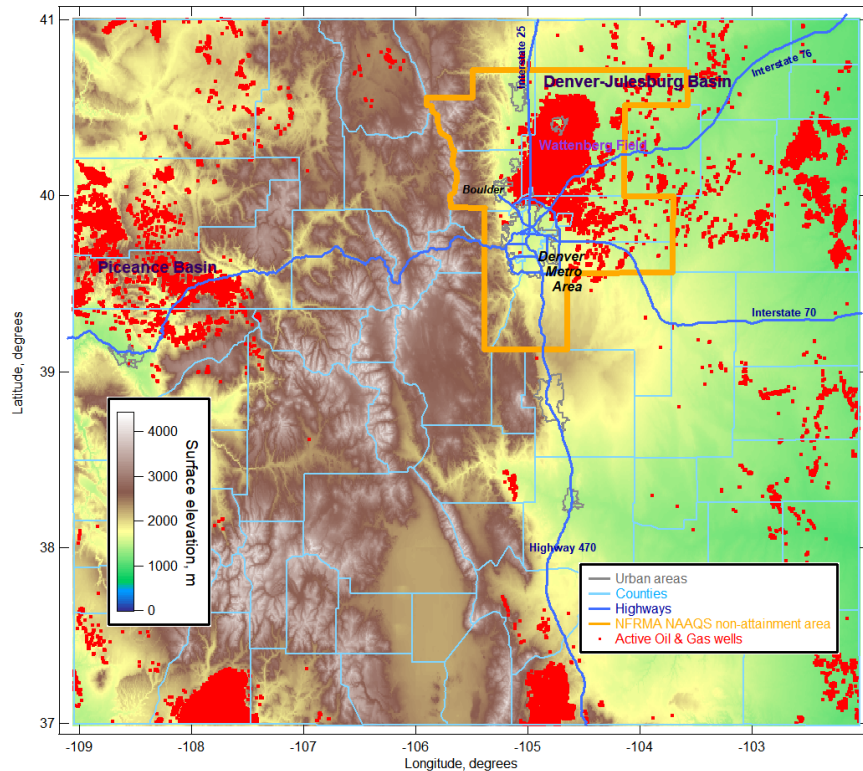 41
40
39
38
37
Latitude, degrees
-109
-108
-107
-106
-105
-104
-103
Longitude, degrees
Interstate 25
Interstate 76
Denver-Julesburg Basin
Wattenberg Field
Boulder
Piceance Basin
Denver
Metro
Area
Interstate 70
Highway 470
4000
3000
2000
1000
0
Surface elevation, m
Urban areas
Counties
Highways
NFRMA NAAQS non-attainment area
Active Oil & Gas wells